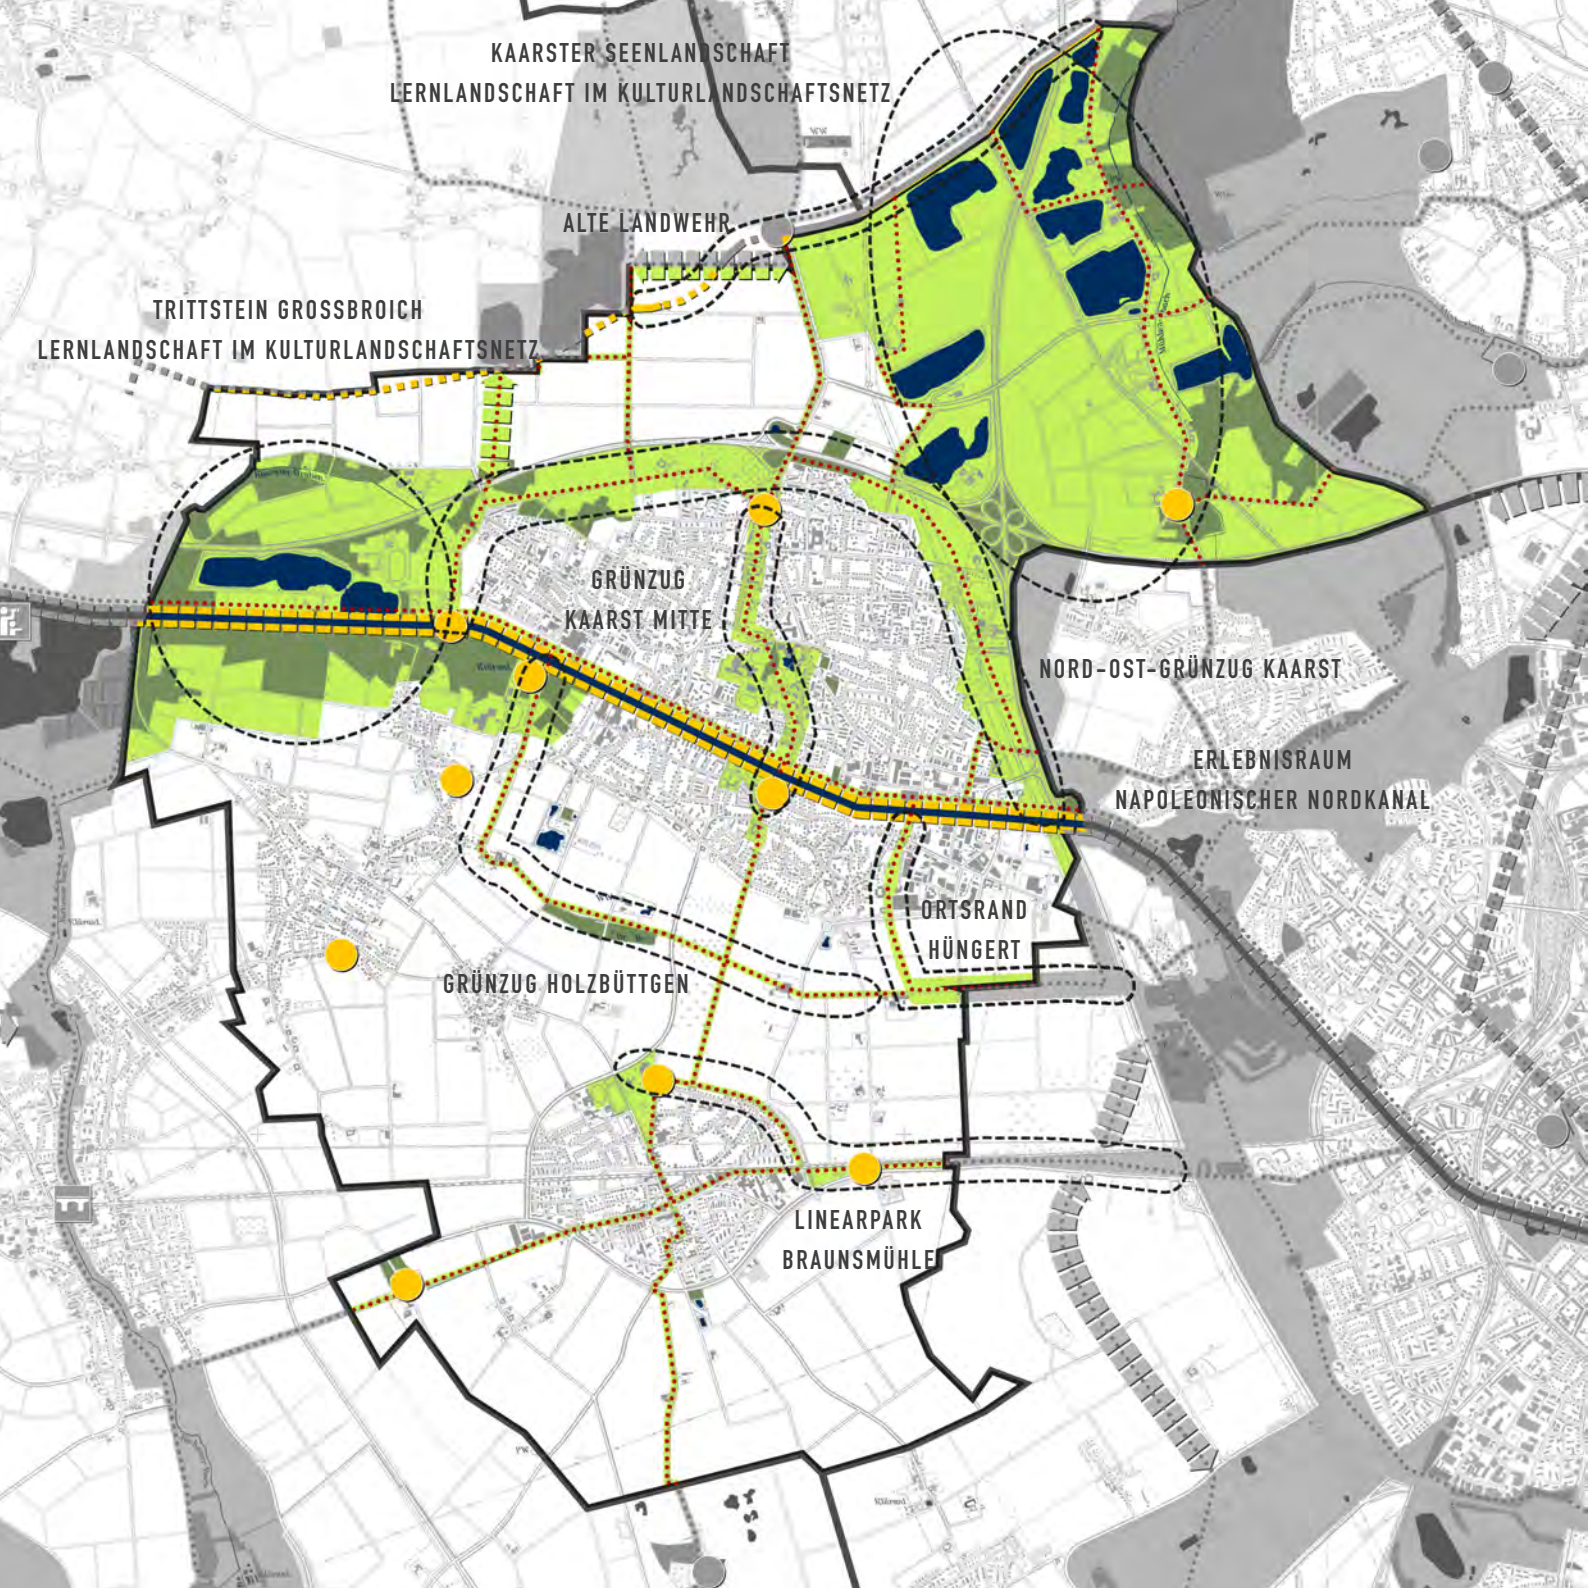 KAARSTER SEENLANDSCHAFT
LERNLANDSCHAFT IM KULTURLANDSCHAFTSNETZ
ALTE LANDWEHR
TRITTSTEIN GROSSBROICH
LERNLANDSCHAFT IM KULTURLANDSCHAFTSNETZ
GRÜNZUG
KAARST MITTE
NORD-OST-GRÜNZUG KAARST
ERLEBNISRAUM
NAPOLEONISCHER NORDKANAL
ORTSRAND
HÜNGERT
GRÜNZUG HOLZBÜTTGEN
LINEARPARK
BRAUNSMÜHLE